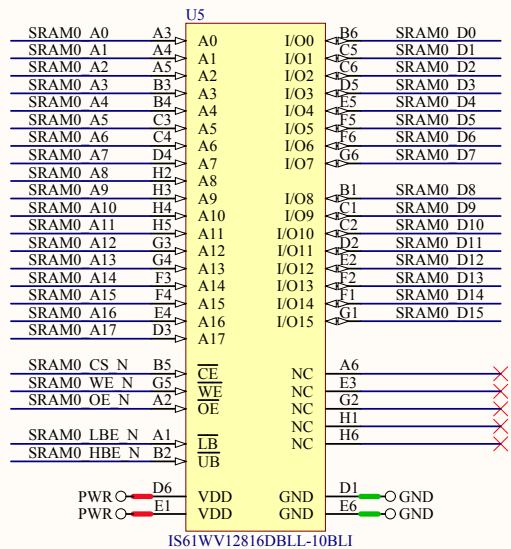 U5
SRAM0_A0 A3 A0 I/O0 B6 SRAM0_D0
SRAM0_A1 A4 A1 I/O1 C5 SRAM0_D1
SRAM0_A2 A5 A2 I/O2 C6 SRAM0_D2
SRAM0_A3 B3 A3 I/O3 D5 SRAM0_D3
SRAM0_A4 B4 A4 I/O4 E5 SRAM0_D4
SRAM0_A5 C3 A5 I/O5 F5 SRAM0_D5
SRAM0_A6 C4 A6 I/O6 F6 SRAM0_D6
SRAM0_A7 D4 A7 I/O7 G6 SRAM0_D7
SRAM0_A8 H2 A8
SRAM0_A9 H3 A9 I/O8 B1 SRAM0_D8
SRAM0_A10 H4 A10 I/O9 C1 SRAM0_D9
SRAM0_A11 H5 A11 I/O10 C2 SRAM0_D10
SRAM0_A12 G3 A12 I/O11 D2 SRAM0_D11
SRAM0_A13 G4 A13 I/O12 E2 SRAM0_D12
SRAM0_A14 F3 A14 I/O13 F2 SRAM0_D13
SRAM0_A15 F4 A15 I/O14 F1 SRAM0_D14
SRAM0_A16 E4 A16 I/O15 G1 SRAM0_D15
SRAM0_A17 D3 A17
SRAM0_CS_N B5 CE NC A6
SRAM0_WE_N G5 WE NC E3
SRAM0_OE_N A2 OE NC G2
NC H1
SRAM0_LBE_N A1 LB NC H6
SRAM0_HBE_N B2 UB
PWR D6 VDD GND D1 GND
PWR E1 VDD GND E6 GND
IS61WV12816DBLL-10BLI